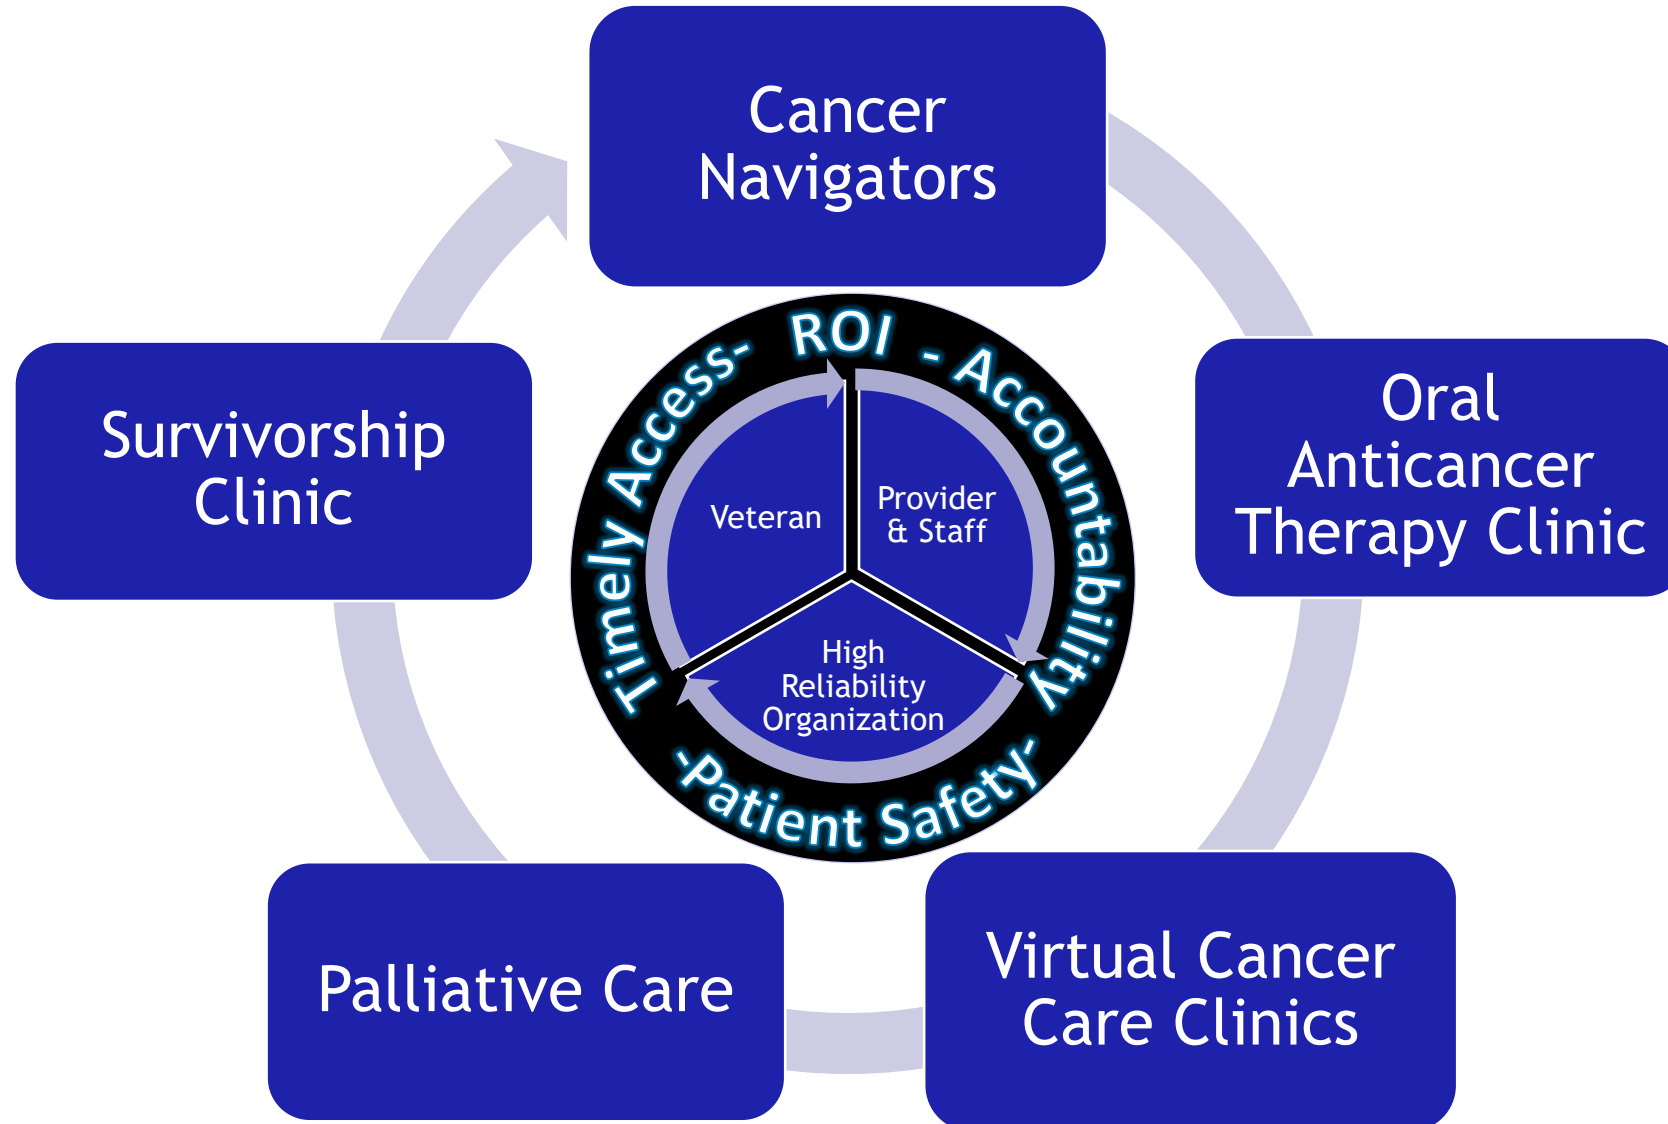 Cancer
Navigators
Oral
Anticancer
Therapy Clinic
Virtual Cancer
Care Clinics
Palliative Care
Survivorship
Clinic
Timely Access- ROI - Accountability
-Patient Safety-
Veteran
Provider
& Staff
High
Reliability
Organization